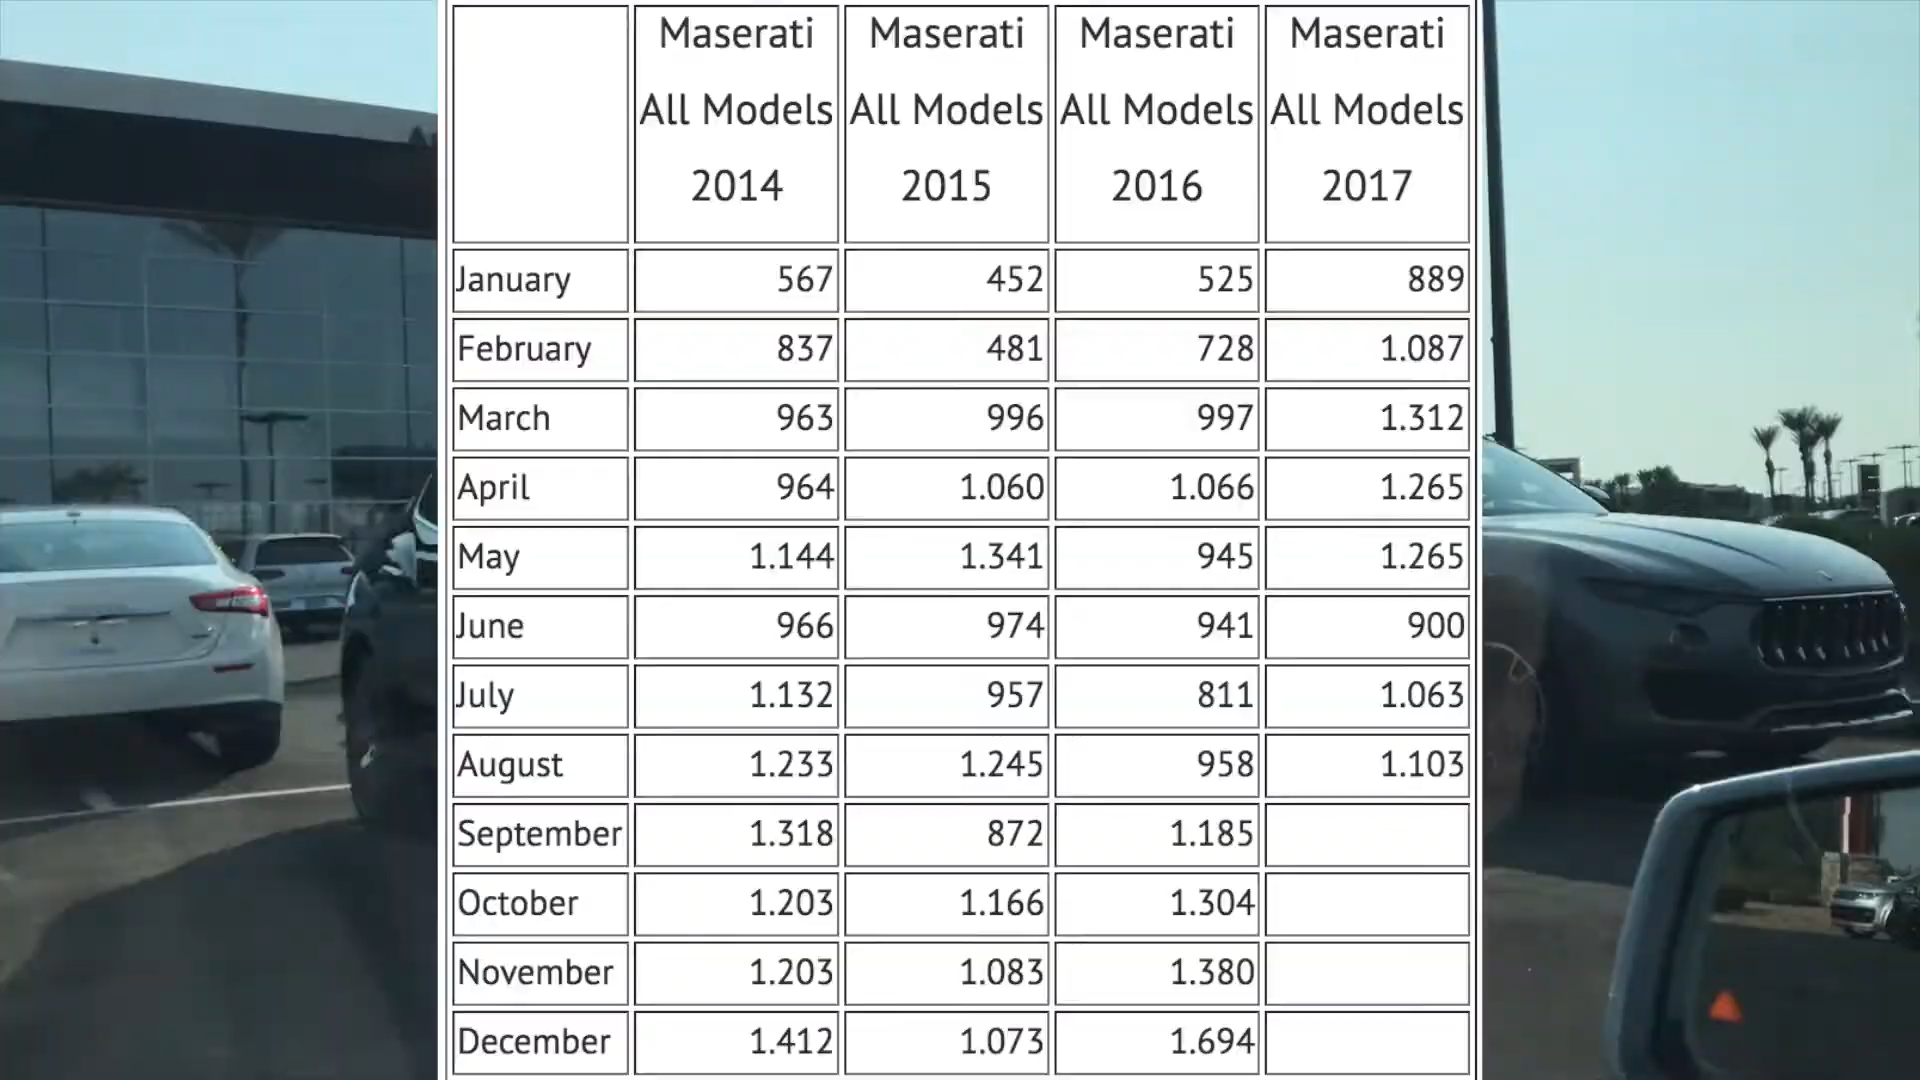 Maserati Maserati Maserati Maserati
All Models All Models All Models All Models
2014 2015 2016 2017
January 567 452 525 889
February 837 481 728 1.087
March 963 996 997 1.312
April 964 1.060 1.066 1.265
May 1.144 1.341 945 1.265
June 966 974 941 900
July 1.132 957 811 1.063
August 1.233 1.245 958 1.103
September 1.318 872 1.185
October 1.203 1.166 1.304
November 1.203 1.083 1.380
December 1.412 1.073 1.694